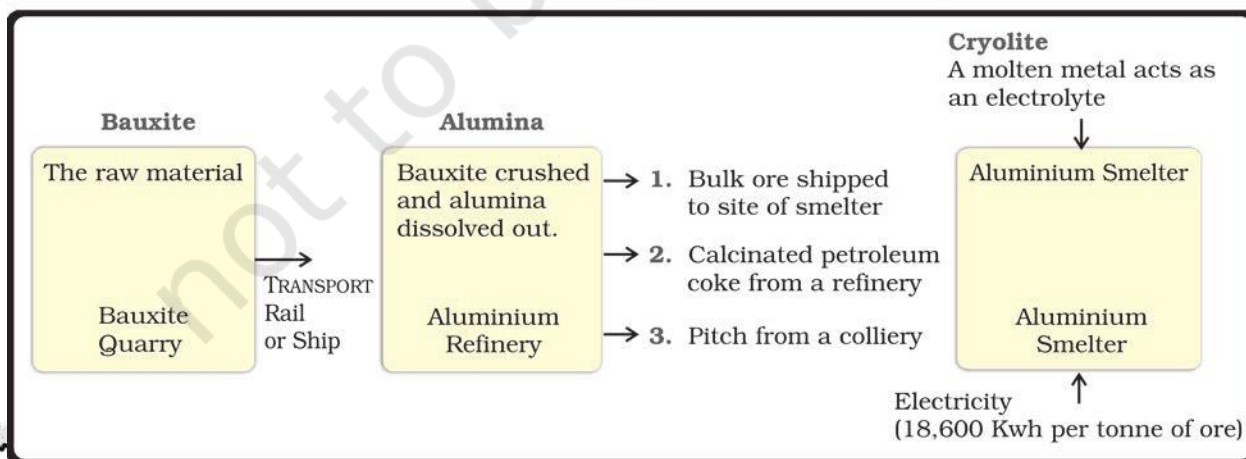 Bauxite
The raw material
Bauxite
Quarry
TRANSPORT
Rail
or Ship
Alumina
Bauxite crushed
and alumina
dissolved out.
Aluminium
Refinery
1. Bulk ore shipped
to site of smelter
2. Calcinated petroleum
coke from a refinery
3. Pitch from a colliery
Cryolite
A molten metal acts as
an electrolyte
Aluminium Smelter
Aluminium
Smelter
Electricity
(18,600 Kwh per tonne of ore)
not to b